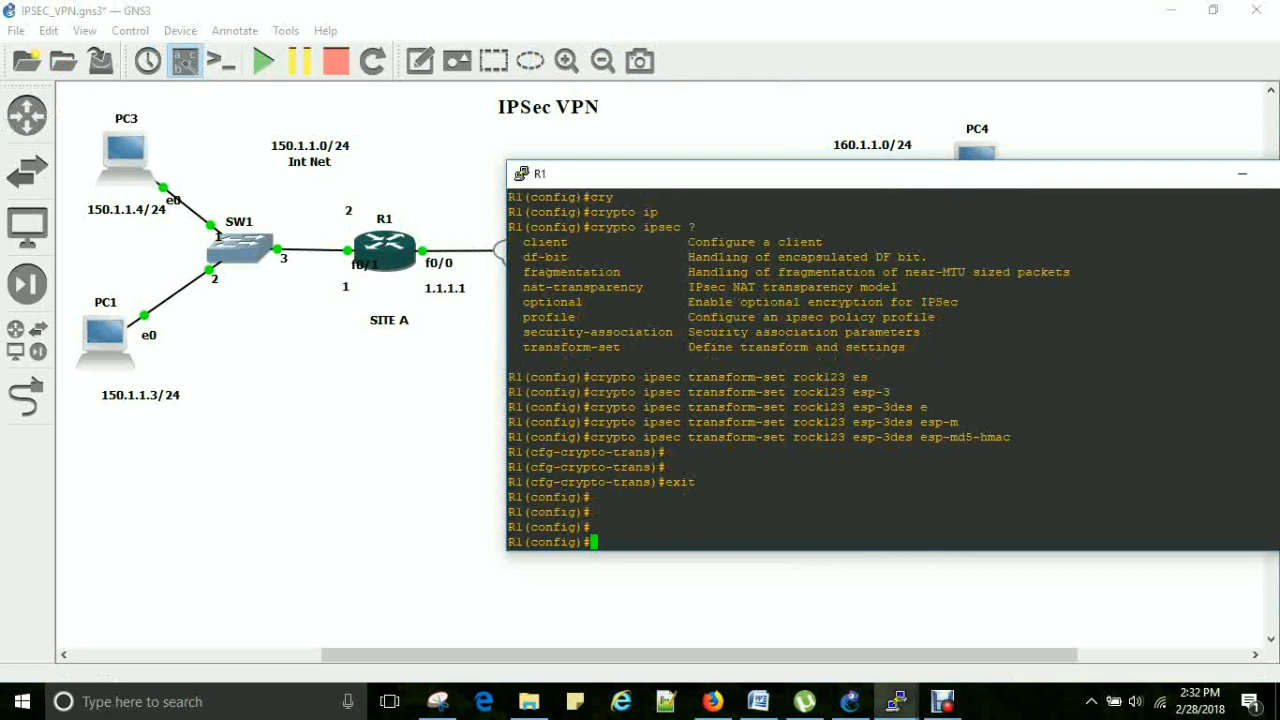 IPSEC_VPN.gns3* — GNS3
File Edit View Control Device Annotate Tools Help
IPSec VPN
PC3
150.1.1.0/24
Int Net
160.1.1.0/24
PC4
e0
150.1.1.4/24
SW1
1
2
3
2
R1
f0/1
f0/0
1
1.1.1.1
SITE A
PC1
e0
150.1.1.3/24
R1
R1(config)#cry
R1(config)#crypto ip
R1(config)#crypto ipsec ?
client Configure a client
df-bit Handling of encapsulated DF bit.
fragmentation Handling of fragmentation of near-MTU sized packets
nat-transparency IPsec NAT transparency model
optional Enable optional encryption for IPSec
profile Configure an ipsec policy profile
security-association Security association parameters
transform-set Define transform and settings
R1(config)#crypto ipsec transform-set rock123 es
R1(config)#crypto ipsec transform-set rock123 esp-3
R1(config)#crypto ipsec transform-set rock123 esp-3des e
R1(config)#crypto ipsec transform-set rock123 esp-3des esp-m
R1(config)#crypto ipsec transform-set rock123 esp-3des esp-md5-hmac
R1(cfg-crypto-trans)#
R1(cfg-crypto-trans)#
R1(cfg-crypto-trans)#exit
R1(config)#
R1(config)#
R1(config)#
R1(config)#
Type here to search
2:32 PM
2/28/2018
1